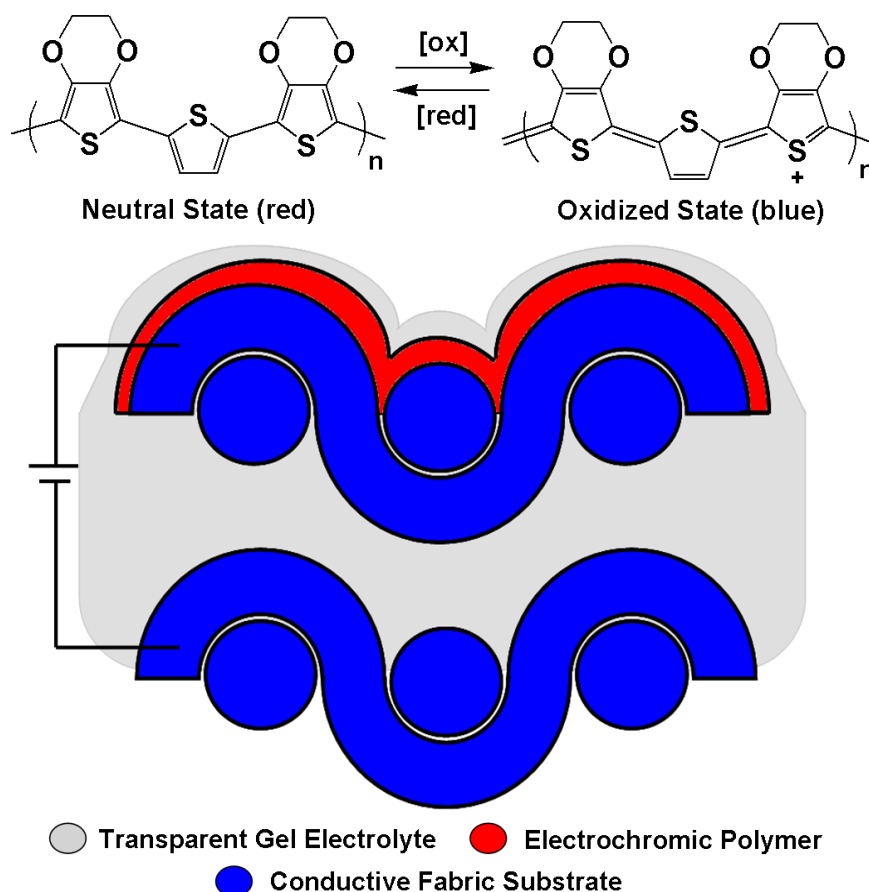 O O O O
S S S
n
[ox]
[red]
O O O O
S S S
+
n
Neutral State (red)
Oxidized State (blue)
Transparent Gel Electrolyte
Electrochromic Polymer
Conductive Fabric Substrate